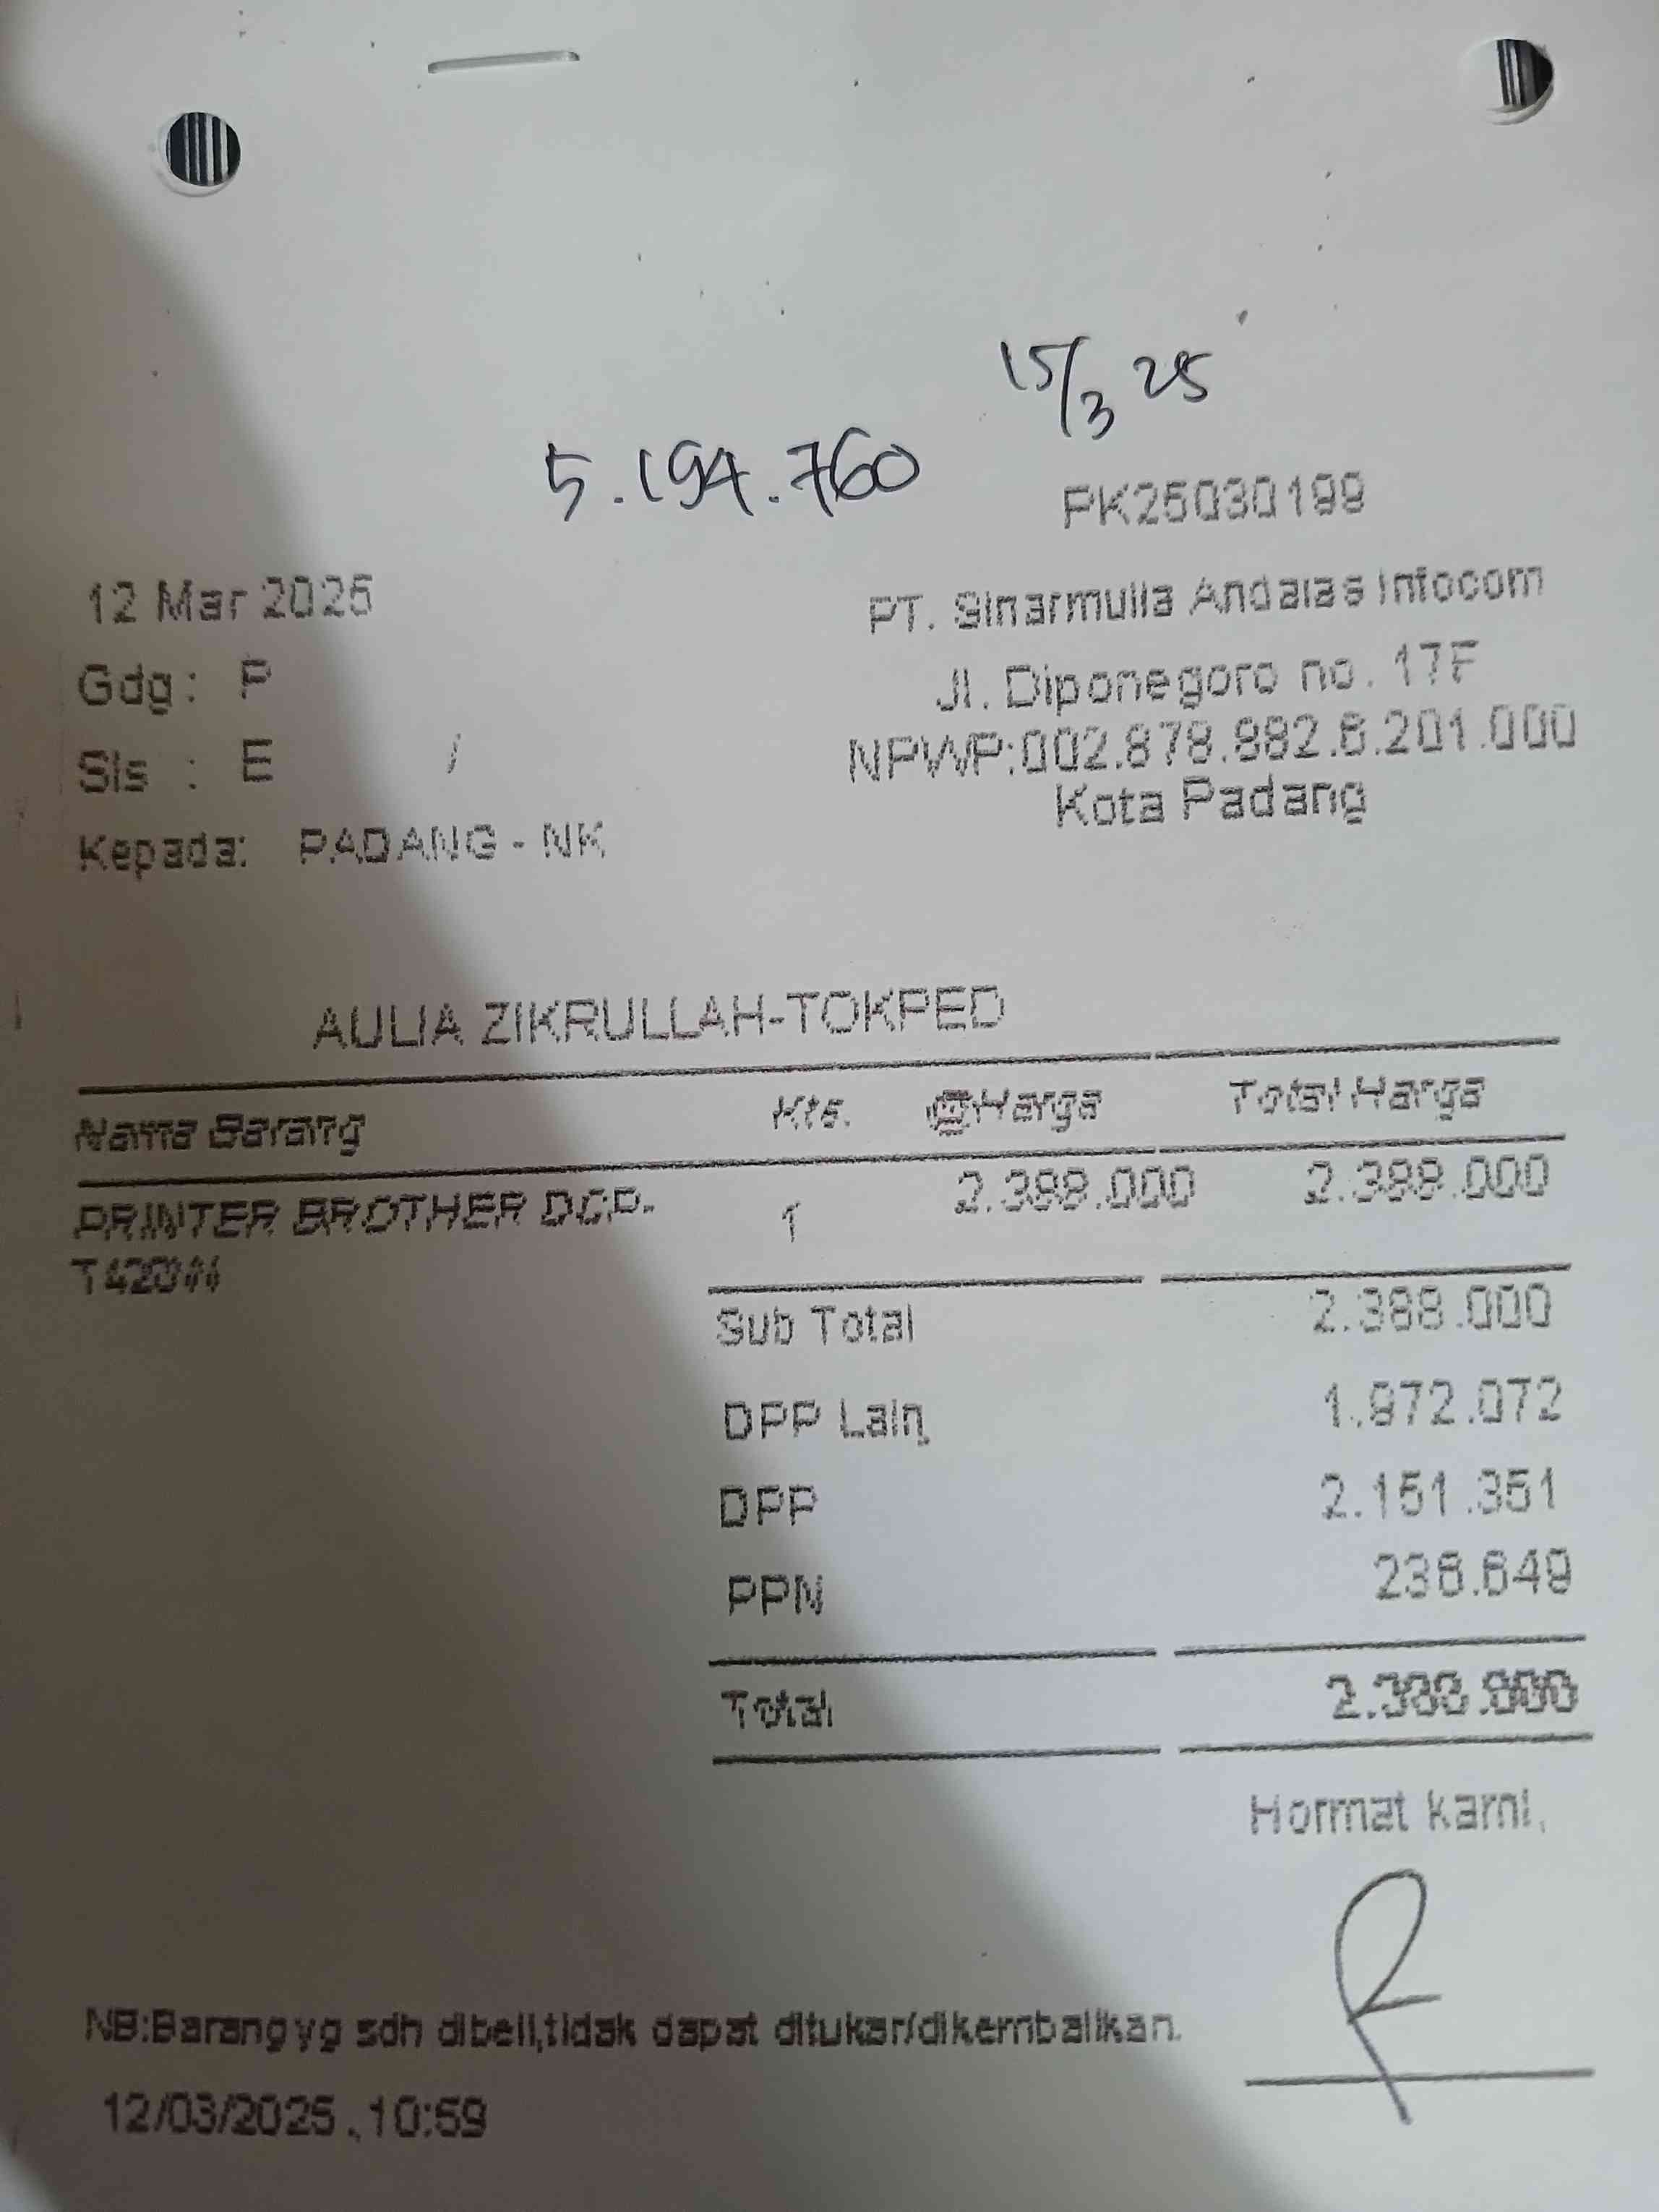 15/3 25
5.194.760
PK25030199
12 Mar 2025
PT. Sinarmulia Andalas Infocom
Gdg: P
Jl. Diponegoro no. 17F
Sls : E /
NPWP:002.878.882.6.201.000
Kota Padang
Kepada: PADANG - NK
AULIA ZIKRULLAH-TOKPED
Nama Barang Kts. @Harga Total Harga
PRINTER BROTHER DCP- 1 2.388.000 2.388.000
T420W
Sub Total 2.388.000
DPP Lain 1.972.072
DPP 2.151.351
PPN 236.649
Total 2.388.000
Hormat kami,
NB:Barang yg sdh dibeli,tidak dapat ditukar/dikembalikan.
12/03/2025, 10:59